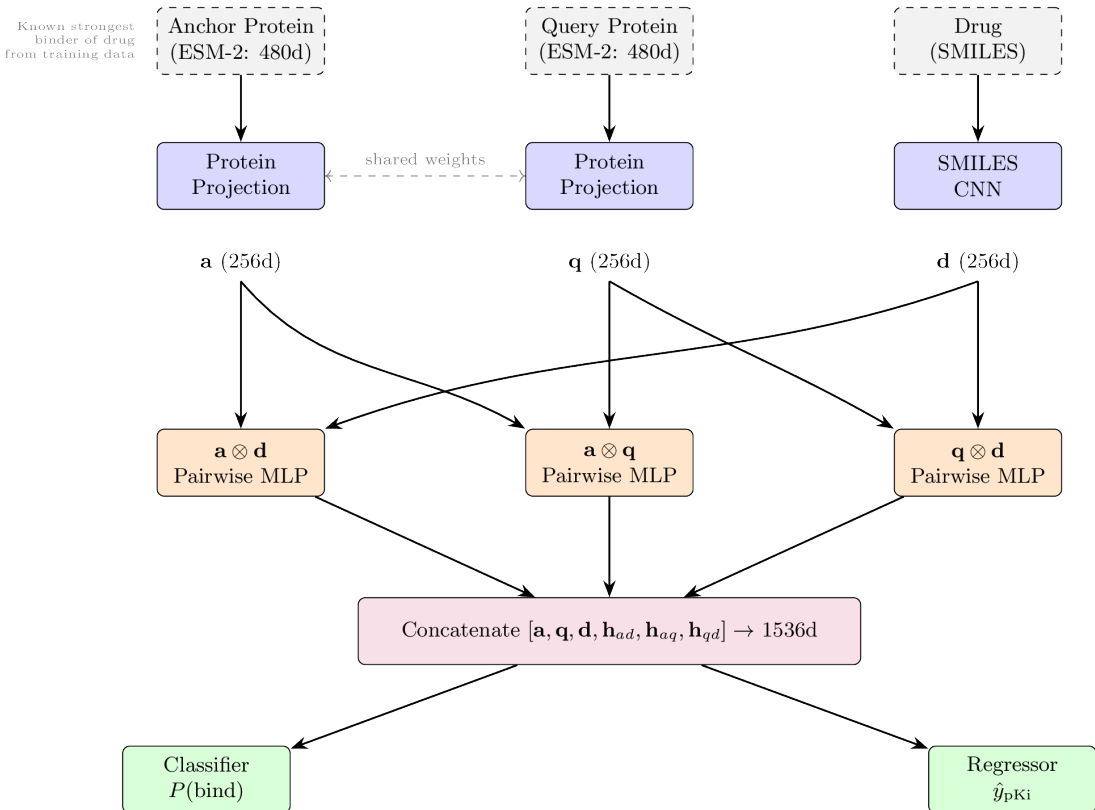 Known strongest
binder of drug
from training data
Anchor Protein
(ESM-2: 480d)
Query Protein
(ESM-2: 480d)
Drug
(SMILES)
Protein
Projection
shared weights
Protein
Projection
SMILES
CNN
a (256d)
q (256d)
d (256d)
a ⊗ d
Pairwise MLP
a ⊗ q
Pairwise MLP
q ⊗ d
Pairwise MLP
Concatenate [a, q, d, h_ad, h_aq, h_qd] → 1536d
Classifier
P(bind)
Regressor
ŷ_pKi